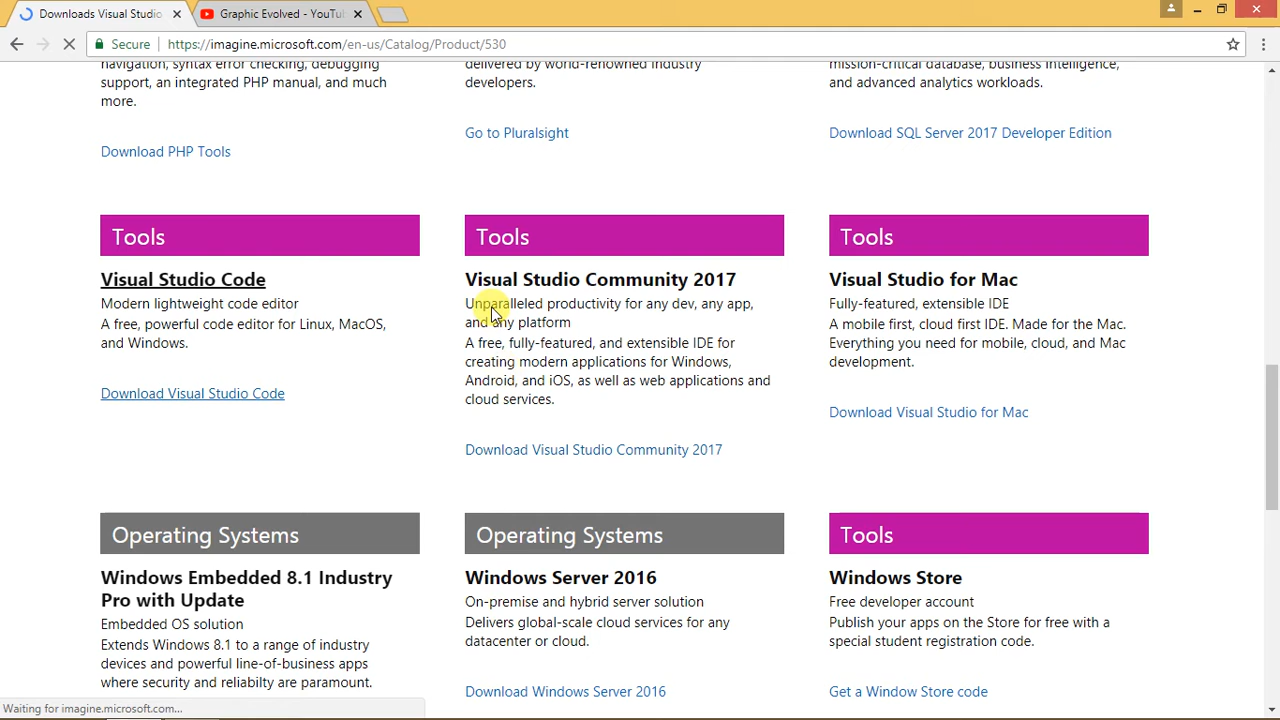 Downloads Visual Studio
Graphic Evolved - YouTu
Secure
https://imagine.microsoft.com/en-us/Catalog/Product/530
navigation, syntax error checking, debugging
support, an integrated PHP manual, and much
more.
Download PHP Tools
delivered by world-renowned industry
developers.
Go to Pluralsight
mission-critical database, business intelligence,
and advanced analytics workloads.
Download SQL Server 2017 Developer Edition
Tools
Visual Studio Code
Modern lightweight code editor
A free, powerful code editor for Linux, MacOS,
and Windows.
Download Visual Studio Code
Tools
Visual Studio Community 2017
Unparalleled productivity for any dev, any app,
and any platform
A free, fully-featured, and extensible IDE for
creating modern applications for Windows,
Android, and iOS, as well as web applications and
cloud services.
Download Visual Studio Community 2017
Tools
Visual Studio for Mac
Fully-featured, extensible IDE
A mobile first, cloud first IDE. Made for the Mac.
Everything you need for mobile, cloud, and Mac
development.
Download Visual Studio for Mac
Operating Systems
Windows Embedded 8.1 Industry
Pro with Update
Embedded OS solution
Extends Windows 8.1 to a range of industry
devices and powerful line-of-business apps
where security and reliabilty are paramount.
Operating Systems
Windows Server 2016
On-premise and hybrid server solution
Delivers global-scale cloud services for any
datacenter or cloud.
Download Windows Server 2016
Tools
Windows Store
Free developer account
Publish your apps on the Store for free with a
special student registration code.
Get a Window Store code
Waiting for imagine.microsoft.com...